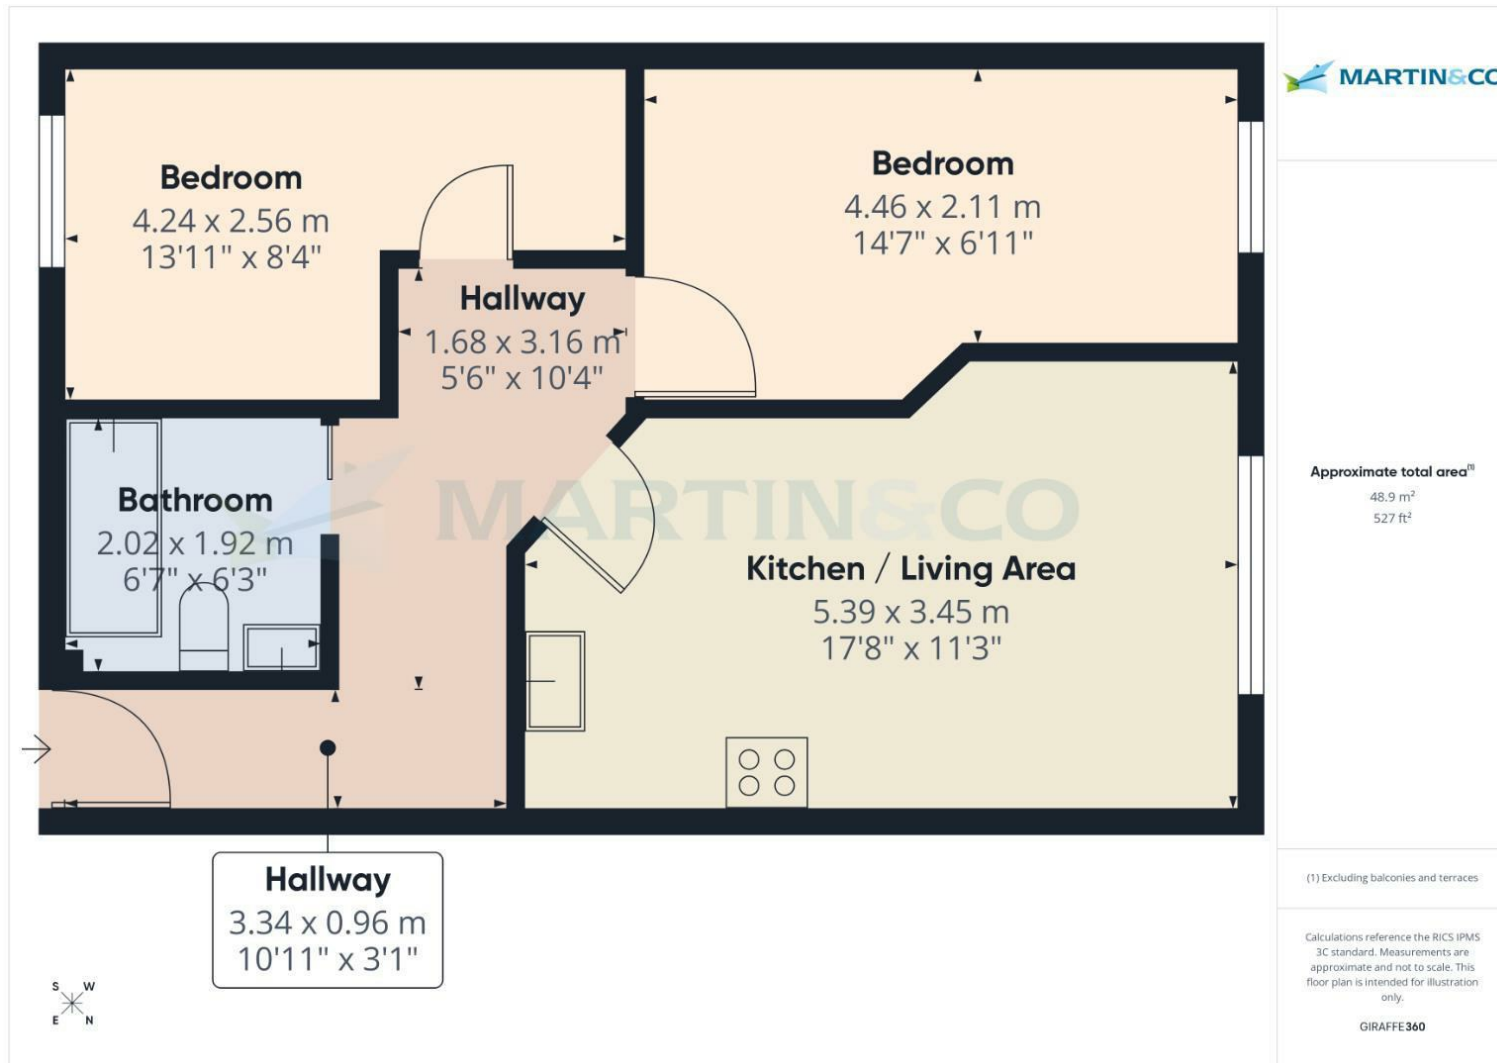 Bedroom
4.24 x 2.56 m
13'11" x 8'4"
Bedroom
4.46 x 2.11 m
14'7" x 6'11"
Hallway
1.68 x 3.16 m
5'6" x 10'4"
Bathroom
2.02 x 1.92 m
6'7" x 6'3"
MARTIN&CO
Kitchen / Living Area
5.39 x 3.45 m
17'8" x 11'3"
Hallway
3.34 x 0.96 m
10'11" x 3'1"
S W
E N
MARTIN&CO
Approximate total area(1)
48.9 m²
527 ft²
(1) Excluding balconies and terraces
Calculations reference the RICS IPMS
3C standard. Measurements are
approximate and not to scale. This
floor plan is intended for illustration
only.
GIRAFFE360